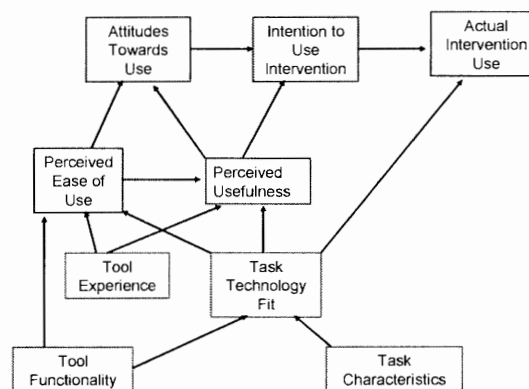 Attitudes
Towards
Use
Intention to
Use
Intervention
Actual
Intervention
Use
Perceived
Ease of
Use
Perceived
Usefulness
Tool
Experience
Task
Technology
Fit
Tool
Functionality
Task
Characteristics